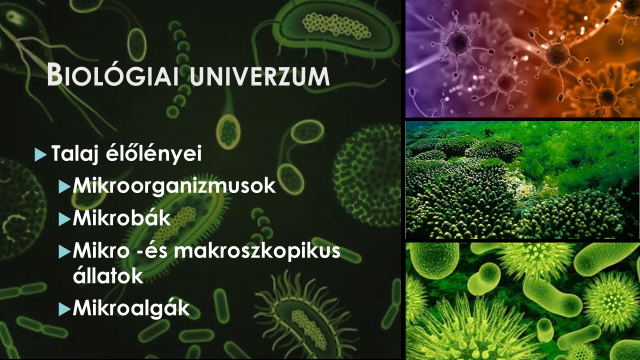 BIOLÓGIAI UNIVERZUM
Talaj élőlényei
Mikroorganizmusok
Mikrobák
Mikro -és makroszkopikus
állatok
Mikroalgák